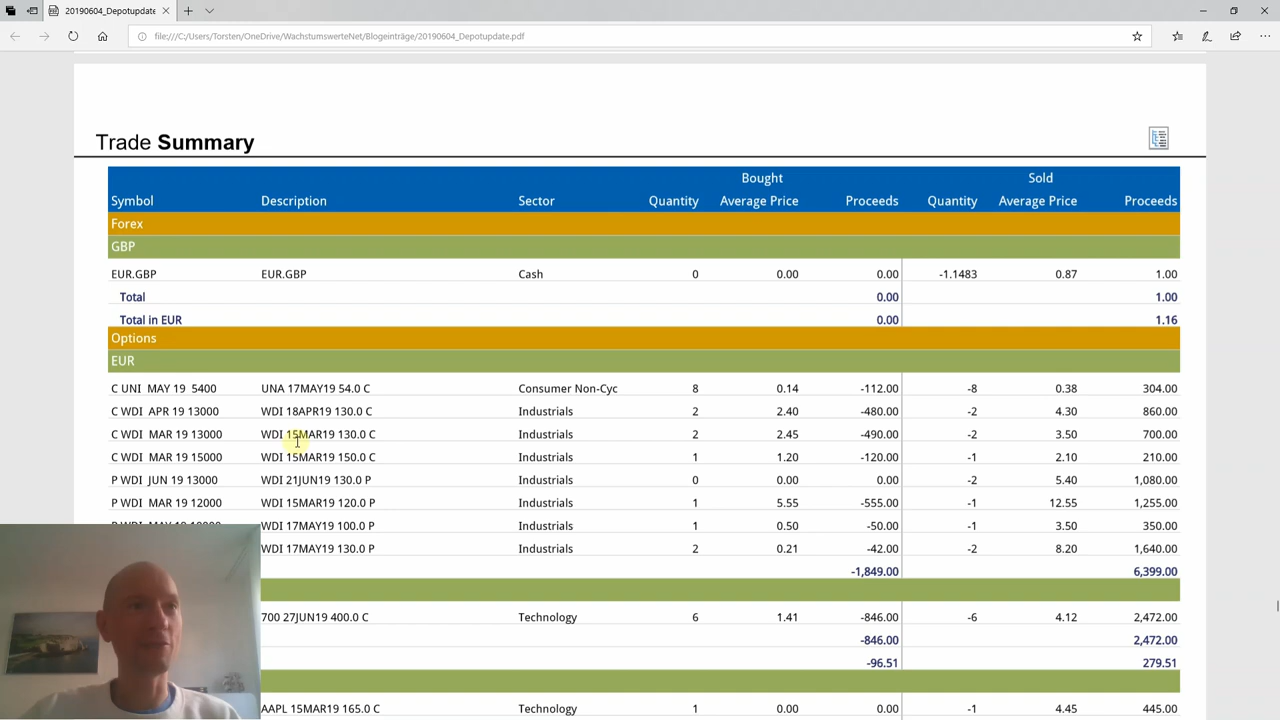 20190604_Depotupdate
file:///C:/Users/Torsten/OneDrive/WachstumswerteNet/Blogeinträge/20190604_Depotupdate.pdf
Trade Summary
Bought Sold
Symbol Description Sector Quantity Average Price Proceeds Quantity Average Price Proceeds
Forex
GBP
EUR.GBP EUR.GBP Cash 0 0.00 0.00 -1.1483 0.87 1.00
Total 0.00 1.00
Total in EUR 0.00 1.16
Options
EUR
C UNI MAY 19 5400 UNA 17MAY19 54.0 C Consumer Non-Cyc 8 0.14 -112.00 -8 0.38 304.00
C WDI APR 19 13000 WDI 18APR19 130.0 C Industrials 2 2.40 -480.00 -2 4.30 860.00
C WDI MAR 19 13000 WDI 15MAR19 130.0 C Industrials 2 2.45 -490.00 -2 3.50 700.00
C WDI MAR 19 15000 WDI 15MAR19 150.0 C Industrials 1 1.20 -120.00 -1 2.10 210.00
P WDI JUN 19 13000 WDI 21JUN19 130.0 P Industrials 0 0.00 0.00 -2 5.40 1,080.00
P WDI MAR 19 12000 WDI 15MAR19 120.0 P Industrials 1 5.55 -555.00 -1 12.55 1,255.00
WDI 17MAY19 100.0 P Industrials 1 0.50 -50.00 -1 3.50 350.00
WDI 17MAY19 130.0 P Industrials 2 0.21 -42.00 -2 8.20 1,640.00
-1,849.00 6,399.00
700 27JUN19 400.0 C Technology 6 1.41 -846.00 -6 4.12 2,472.00
-846.00 2,472.00
-96.51 279.51
AAPL 15MAR19 165.0 C Technology 1 0.00 0.00 -1 4.45 445.00